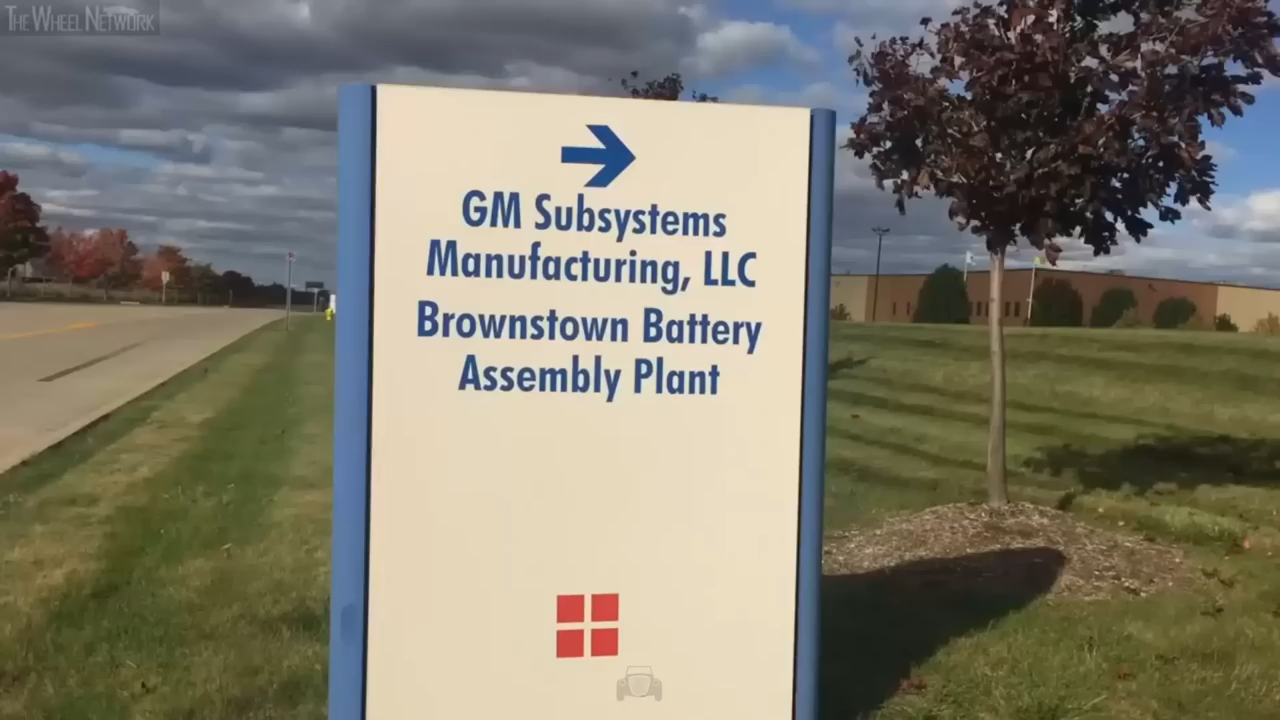 The Wheel Network
GM Subsystems
Manufacturing, LLC
Brownstown Battery
Assembly Plant